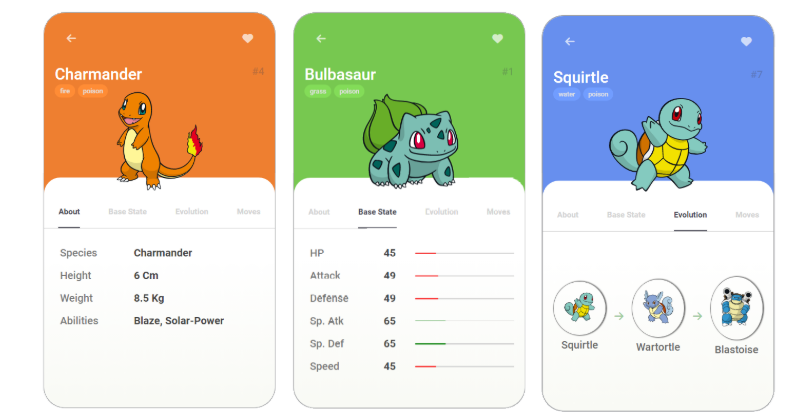 Charmander
#4
fire poison
About Base State Evolution Moves
Species Charmander
Height 6 Cm
Weight 8.5 Kg
Abilities Blaze, Solar-Power
Bulbasaur
#1
grass poison
About Base State Evolution Moves
HP 45
Attack 49
Defense 49
Sp. Atk 65
Sp. Def 65
Speed 45
Squirtle
#7
water poison
About Base State Evolution Moves
Squirtle
Wartortle
Blastoise